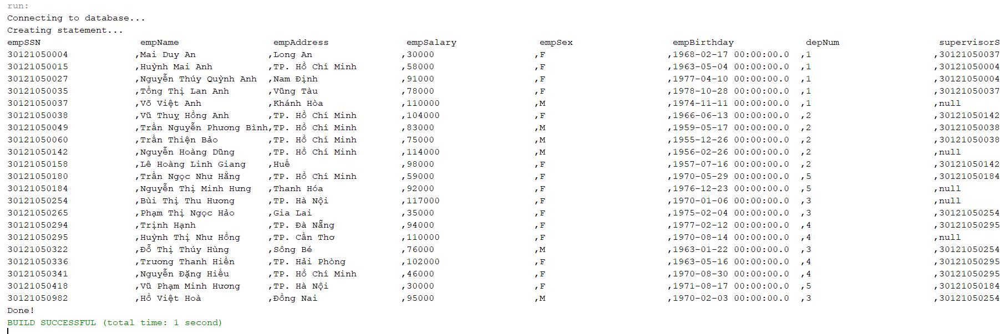 run:
Connecting to database...
Creating statement...
empSSN empName empAddress empSalary empSex empBirthday depNum supervisorS
30121050004 ,Mai Duy An ,Long An ,30000 ,F ,1968-02-17 00:00:00.0 ,1 ,30121050037
30121050015 ,Huỳnh Mai Anh ,TP. Hồ Chí Minh ,58000 ,F ,1963-05-04 00:00:00.0 ,1 ,30121050004
30121050027 ,Nguyễn Thúy Quỳnh Anh ,Nam Định ,91000 ,F ,1977-04-10 00:00:00.0 ,1 ,30121050004
30121050035 ,Tống Thị Lan Anh ,Vũng Tàu ,78000 ,F ,1978-10-28 00:00:00.0 ,1 ,30121050037
30121050037 ,Võ Việt Anh ,Khánh Hòa ,110000 ,M ,1974-11-11 00:00:00.0 ,1 ,null
30121050038 ,Vũ Thuỵ Hồng Anh ,TP. Hồ Chí Minh ,104000 ,F ,1966-06-13 00:00:00.0 ,2 ,30121050142
30121050049 ,Trần Nguyễn Phương Bình,TP. Hồ Chí Minh ,83000 ,M ,1959-05-17 00:00:00.0 ,2 ,30121050038
30121050060 ,Trần Thiện Bảo ,TP. Hồ Chí Minh ,75000 ,M ,1955-12-26 00:00:00.0 ,2 ,30121050038
30121050142 ,Nguyễn Hoàng Dũng ,TP. Hồ Chí Minh ,114000 ,M ,1956-02-26 00:00:00.0 ,2 ,null
30121050158 ,Lê Hoàng Linh Giang ,Huế ,98000 ,F ,1957-07-16 00:00:00.0 ,2 ,30121050142
30121050180 ,Trần Ngọc Như Hằng ,TP. Hồ Chí Minh ,59000 ,F ,1970-05-29 00:00:00.0 ,5 ,30121050184
30121050184 ,Nguyễn Thị Minh Hưng ,Thanh Hóa ,92000 ,F ,1976-12-23 00:00:00.0 ,5 ,null
30121050254 ,Bùi Thị Thu Hương ,TP. Hà Nội ,117000 ,F ,1970-01-06 00:00:00.0 ,3 ,null
30121050265 ,Phạm Thị Ngọc Hảo ,Gia Lai ,35000 ,F ,1975-02-04 00:00:00.0 ,3 ,30121050254
30121050294 ,Trịnh Hạnh ,TP. Đà Nẵng ,94000 ,F ,1977-02-12 00:00:00.0 ,4 ,30121050295
30121050295 ,Huỳnh Thị Như Hồng ,TP. Cần Thơ ,110000 ,F ,1970-08-14 00:00:00.0 ,4 ,null
30121050322 ,Đỗ Thị Thúy Hùng ,Sông Bé ,76000 ,M ,1963-01-22 00:00:00.0 ,3 ,30121050254
30121050336 ,Trương Thanh Hiền ,TP. Hải Phòng ,102000 ,F ,1963-05-16 00:00:00.0 ,4 ,30121050295
30121050341 ,Nguyễn Đặng Hiếu ,TP. Hồ Chí Minh ,46000 ,F ,1970-08-30 00:00:00.0 ,4 ,30121050295
30121050418 ,Vũ Phạm Minh Hương ,TP. Hà Nội ,30000 ,F ,1971-08-17 00:00:00.0 ,5 ,30121050184
30121050982 ,Hồ Việt Hoà ,Đồng Nai ,95000 ,M ,1970-02-03 00:00:00.0 ,3 ,30121050254
Done!
BUILD SUCCESSFUL (total time: 1 second)